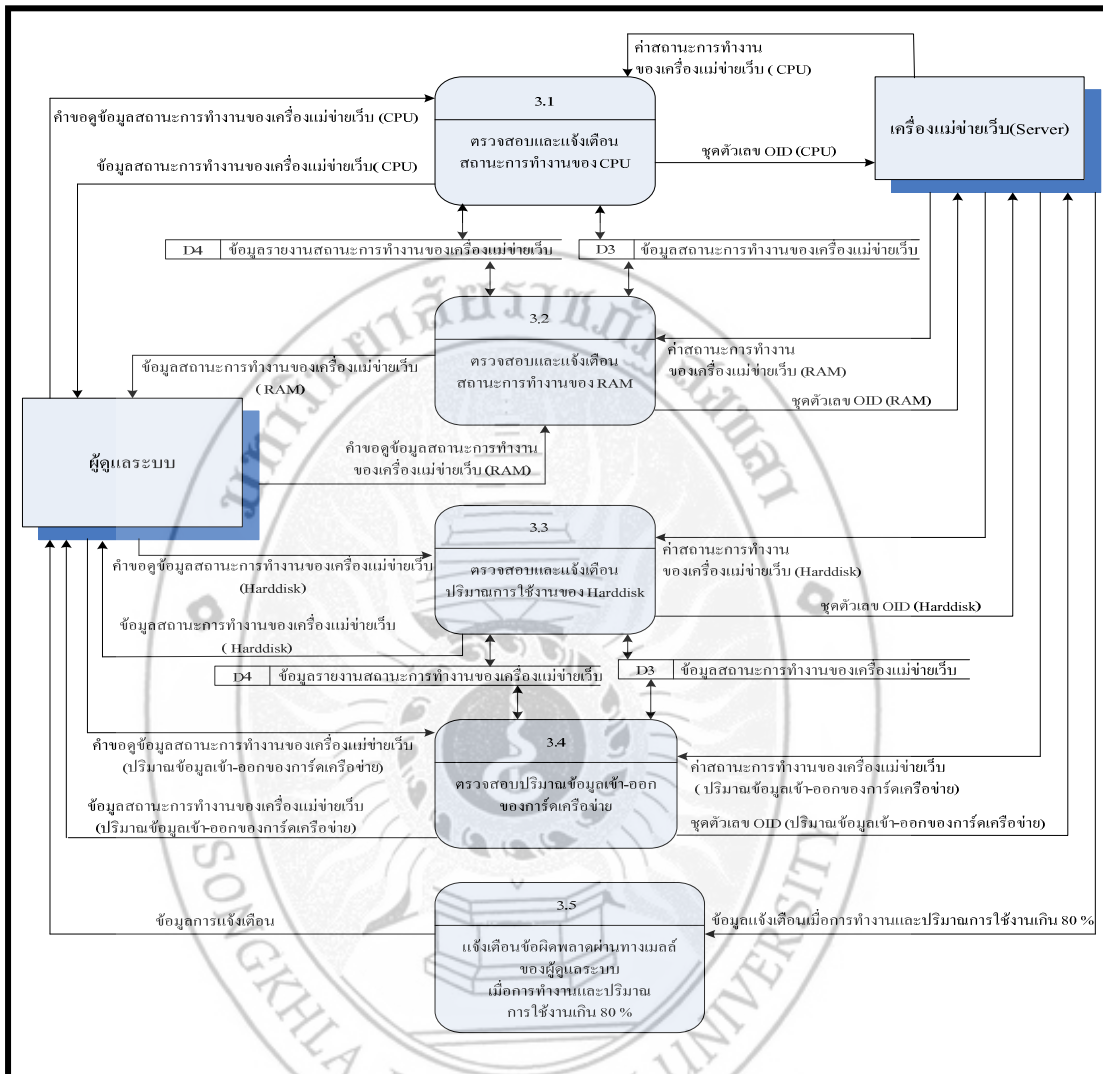 ค่าสถานะการทำงาน
ของเครื่องแม่ข่ายเว็บ ( CPU)
3.1
คำขอดูข้อมูลสถานะการทำงานของเครื่องแม่ข่ายเว็บ (CPU)
เครื่องแม่ข่ายเว็บ(Server)
ตรวจสอบและแจ้งเตือน
สถานะการทำงานของ CPU
ชุดตัวเลข OID (CPU)
ข้อมูลสถานะการทำงานของเครื่องแม่ข่ายเว็บ( CPU)
D4 ข้อมูลรายงานสถานะการทำงานของเครื่องแม่ข่ายเว็บ
D3 ข้อมูลสถานะการทำงานของเครื่องแม่ข่ายเว็บ
3.2
ตรวจสอบและแจ้งเตือน
สถานะการทำงานของ RAM
ค่าสถานะการทำงาน
ของเครื่องแม่ข่ายเว็บ (RAM)
ข้อมูลสถานะการทำงานของเครื่องแม่ข่ายเว็บ
( RAM)
ชุดตัวเลข OID (RAM)
ผู้ดูแลระบบ
คำขอดูข้อมูลสถานะการทำงาน
ของเครื่องแม่ข่ายเว็บ (RAM)
3.3
ตรวจสอบและแจ้งเตือน
ปริมาณการใช้งานของ Harddisk
ค่าสถานะการทำงาน
ของเครื่องแม่ข่ายเว็บ (Harddisk)
คำขอดูข้อมูลสถานะการทำงานของเครื่องแม่ข่ายเว็บ
(Harddisk)
ชุดตัวเลข OID (Harddisk)
ข้อมูลสถานะการทำงานของเครื่องแม่ข่ายเว็บ
( Harddisk)
D4 ข้อมูลรายงานสถานะการทำงานของเครื่องแม่ข่ายเว็บ
D3 ข้อมูลสถานะการทำงานของเครื่องแม่ข่ายเว็บ
3.4
ตรวจสอบปริมาณข้อมูลเข้า-ออก
ของการ์ดเครือข่าย
คำขอดูข้อมูลสถานะการทำงานของเครื่องแม่ข่ายเว็บ
(ปริมาณข้อมูลเข้า-ออกของการ์ดเครือข่าย)
ค่าสถานะการทำงานของเครื่องแม่ข่ายเว็บ
( ปริมาณข้อมูลเข้า-ออกของการ์ดเครือข่าย)
ข้อมูลสถานะการทำงานของเครื่องแม่ข่ายเว็บ
(ปริมาณข้อมูลเข้า-ออกของการ์ดเครือข่าย)
ชุดตัวเลข OID (ปริมาณข้อมูลเข้า-ออกของการ์ดเครือข่าย)
3.5
ข้อมูลการแจ้งเตือน
ข้อมูลแจ้งเตือนเมื่อการทำงานและปริมาณการใช้งานเกิน 80 %
แจ้งเตือนข้อผิดพลาดผ่านทางเมลล์
ของผู้ดูแลระบบ
เมื่อการทำงานและปริมาณ
การใช้งานเกิน 80 %
มหาวิทยาลัยราชภัฏสงขลา
SONGKHLA UNIVERSITY